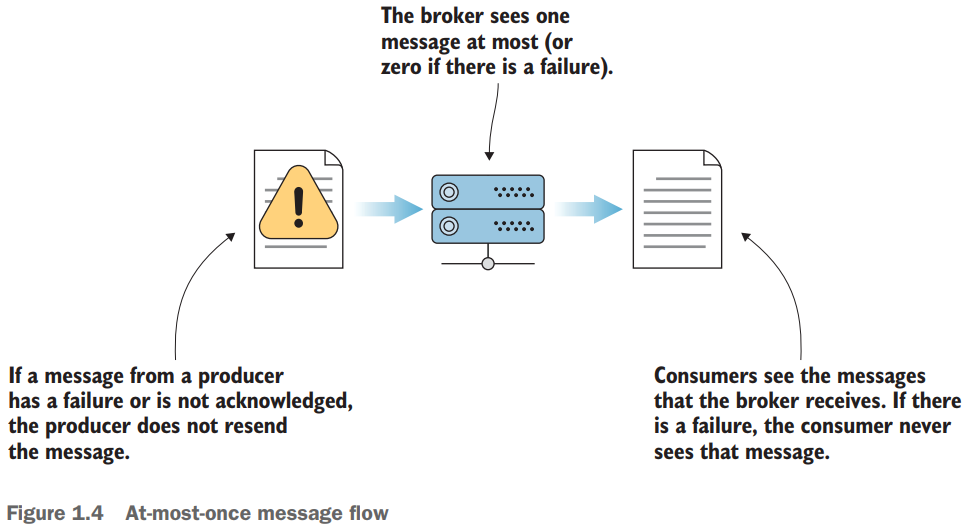 The broker sees one
message at most (or
zero if there is a failure).
If a message from a producer
has a failure or is not acknowledged,
the producer does not resend
the message.
Consumers see the messages
that the broker receives. If there
is a failure, the consumer never
sees that message.
Figure 1.4 At-most-once message flow